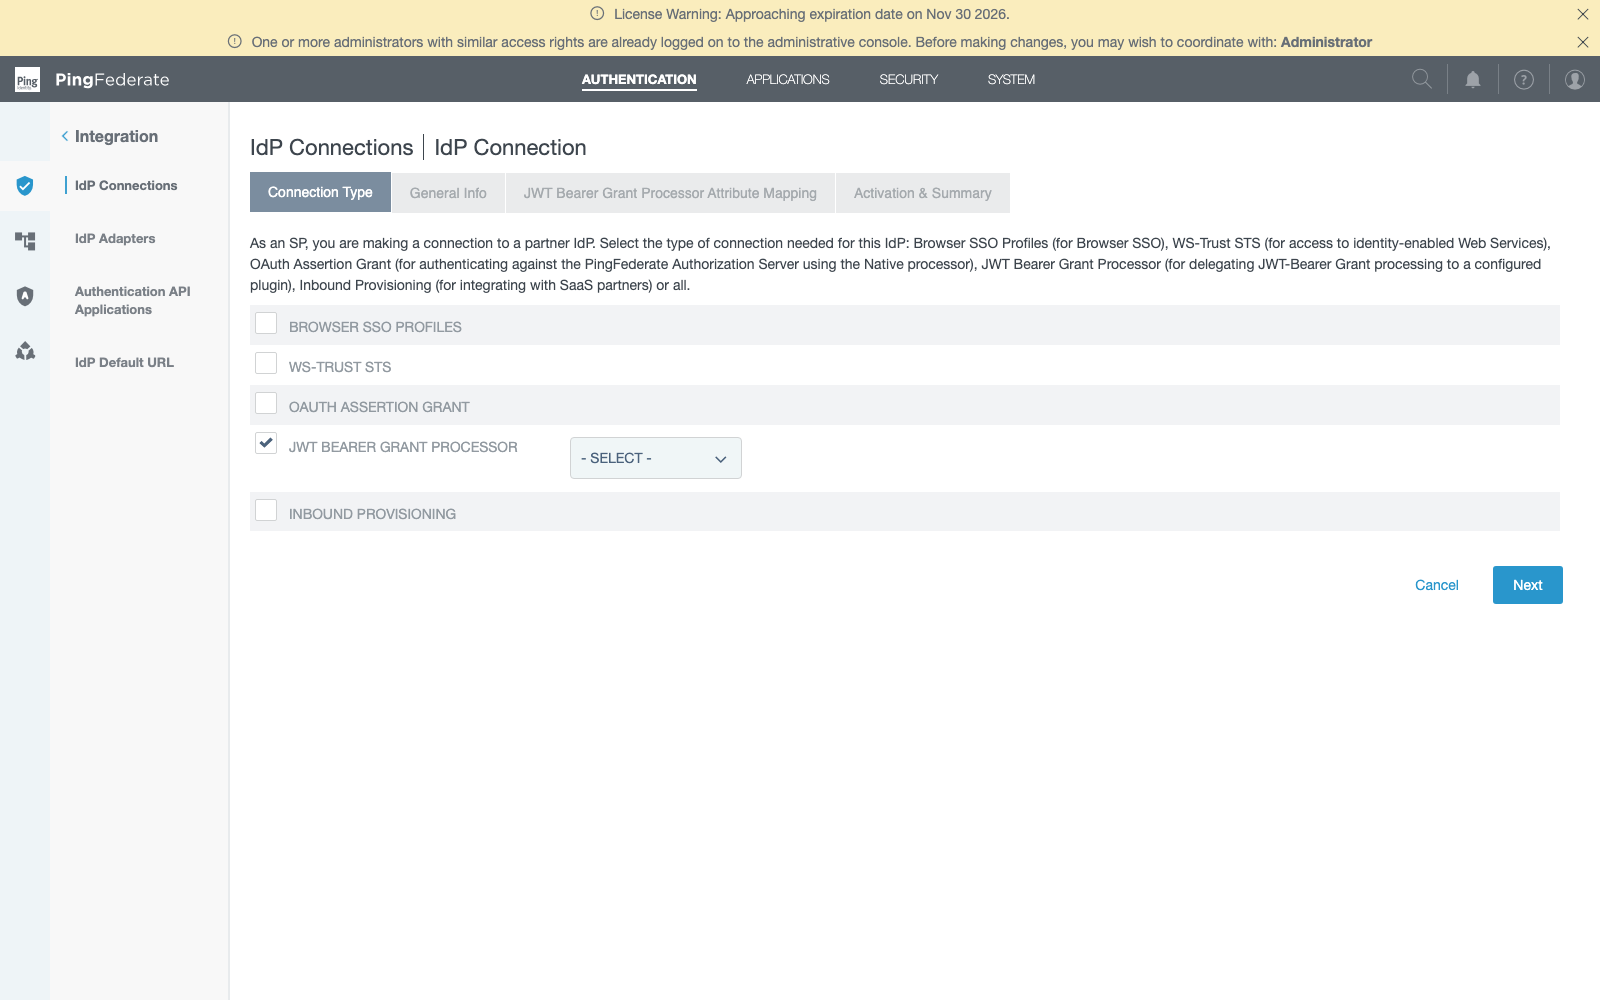 License Warning: Approaching expiration date on Nov 30 2026.
One or more administrators with similar access rights are already logged on to the administrative console. Before making changes, you may wish to coordinate with: Administrator
Ping
PingFederate
AUTHENTICATION
APPLICATIONS
SECURITY
SYSTEM
Integration
IdP Connections
IdP Adapters
Authentication API
Applications
IdP Default URL
IdP Connections | IdP Connection
Connection Type
General Info
JWT Bearer Grant Processor Attribute Mapping
Activation & Summary
As an SP, you are making a connection to a partner IdP. Select the type of connection needed for this IdP: Browser SSO Profiles (for Browser SSO), WS-Trust STS (for access to identity-enabled Web Services),
OAuth Assertion Grant (for authenticating against the PingFederate Authorization Server using the Native processor), JWT Bearer Grant Processor (for delegating JWT-Bearer Grant processing to a configured
plugin), Inbound Provisioning (for integrating with SaaS partners) or all.
BROWSER SSO PROFILES
WS-TRUST STS
OAUTH ASSERTION GRANT
JWT BEARER GRANT PROCESSOR
- SELECT -
INBOUND PROVISIONING
Cancel
Next